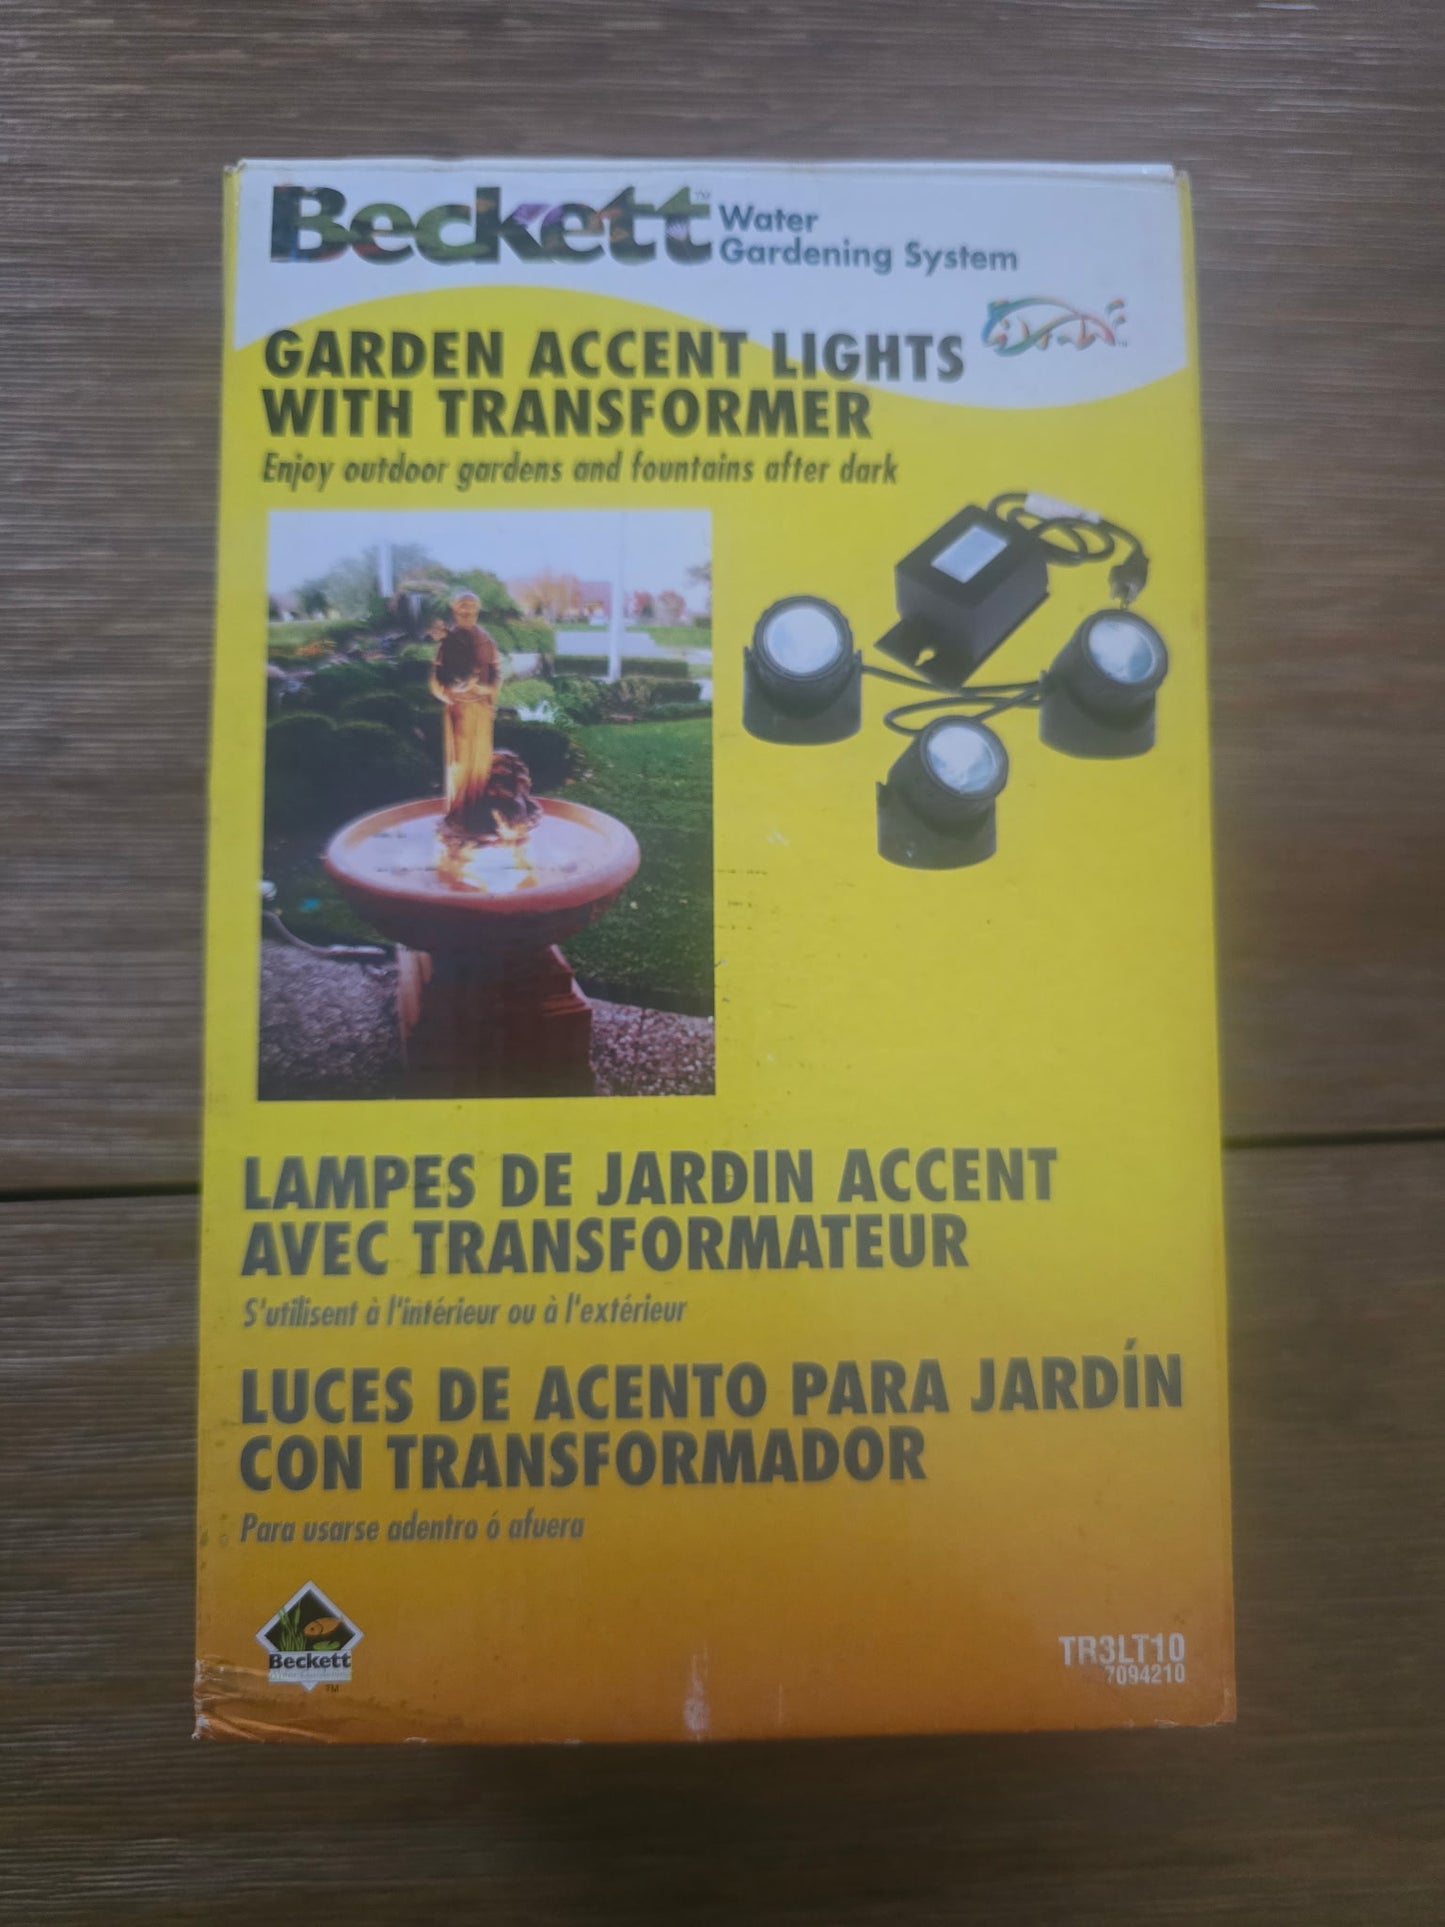 Beckett™ Water
Gardening System
GARDEN ACCENT LIGHTS
WITH TRANSFORMER
Enjoy outdoor gardens and fountains after dark
LAMPES DE JARDIN ACCENT
AVEC TRANSFORMATEUR
S'utilisent à l'intérieur ou à l'extérieur
LUCES DE ACENTO PARA JARDÍN
CON TRANSFORMADOR
Para usarse adentro ó afuera
Beckett
TM
TR3LT10
7094210